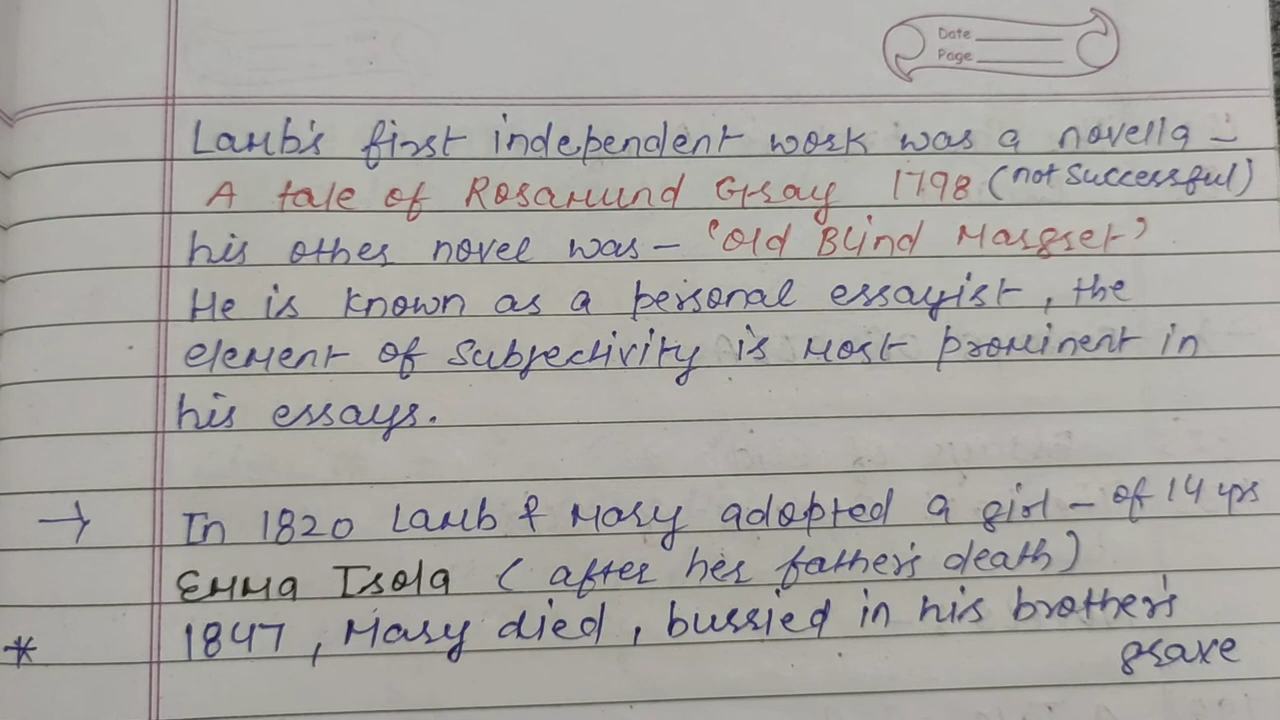 Date
Page
Lamb's first independent work was a novella -
A tale of Rosamund Gray 1798 (not successful)
his other novel was - 'Old Blind Margret'
He is known as a personal essayist, the
element of subjectivity is most prominent in
his essays.
→ In 1820 Lamb & Mary adopted a girl - of 14 yrs
Emma Isola (after her father's death)
* 1847, Mary died, burried in his brother's
grave